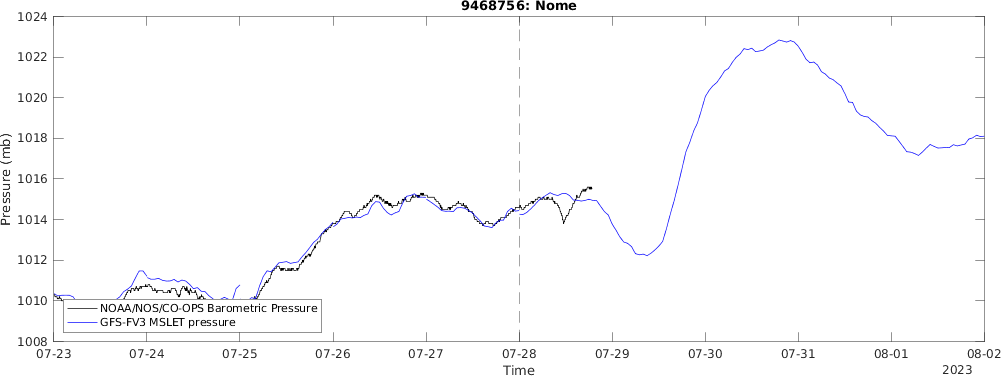 9468756: Nome
1024
1022
1020
1018
1016
1014
1012
1010
1008
Pressure (mb)
NOAA/NOS/CO-OPS Barometric Pressure
GFS-FV3 MSLET pressure
07-23 07-24 07-25 07-26 07-27 07-28 07-29 07-30 07-31 08-01 08-02
Time
2023